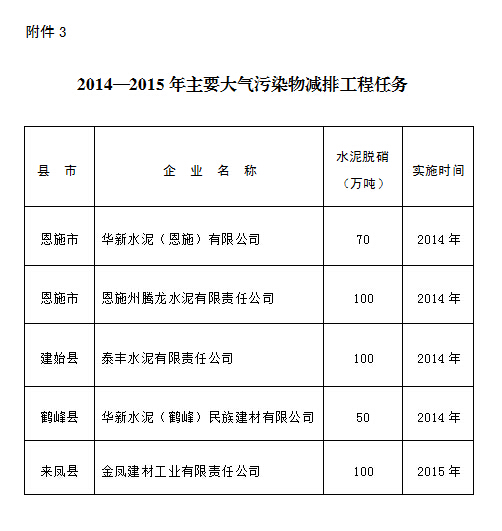 附件 3
2014—2015 年主要大气污染物减排工程任务
县 市 企 业 名 称 水泥脱硝（万吨） 实施时间
恩施市 华新水泥（恩施）有限公司 70 2014 年
恩施市 恩施州腾龙水泥有限责任公司 100 2014 年
建始县 泰丰水泥有限责任公司 100 2014 年
鹤峰县 华新水泥（鹤峰）民族建材有限公司 50 2014 年
来凤县 金凤建材工业有限责任公司 100 2015 年